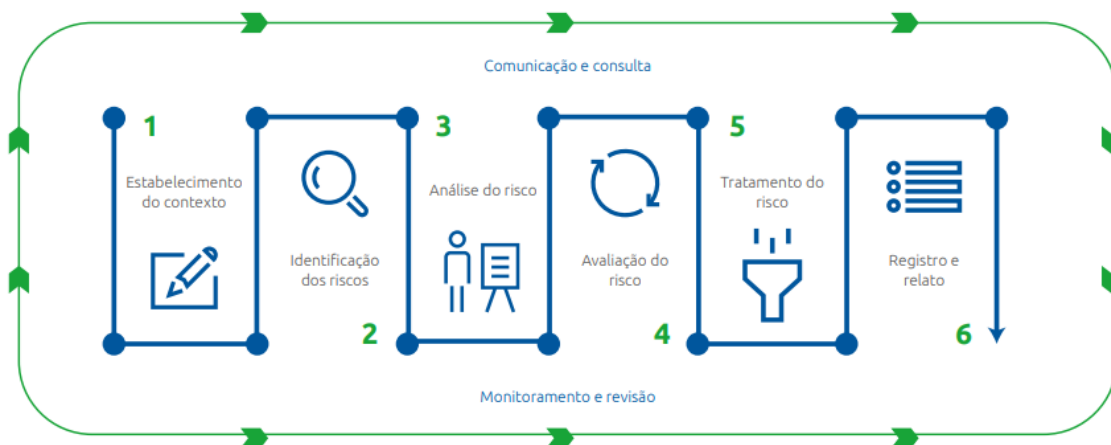 Comunicação e consulta
1
Estabelecimento
do contexto
Identificação
dos riscos
2
3
Análise do risco
Avaliação do
risco
4
5
Tratamento do
risco
Registro e
relato
6
Monitoramento e revisão